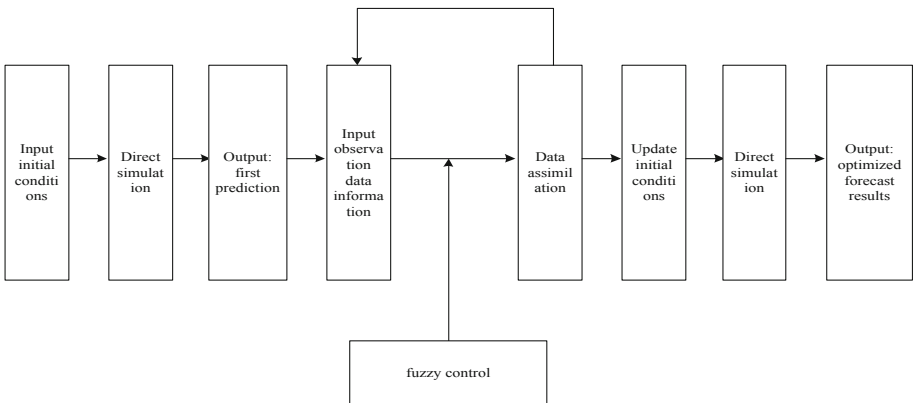 Input
initial
conditi
ons
Direct
simulat
ion
Output:
first
prediction
Input
observa
tion
data
informa
tion
Data
assimil
ation
Update
initial
conditi
ons
Direct
simulat
ion
Output:
optimized
forecast
results
fuzzy control